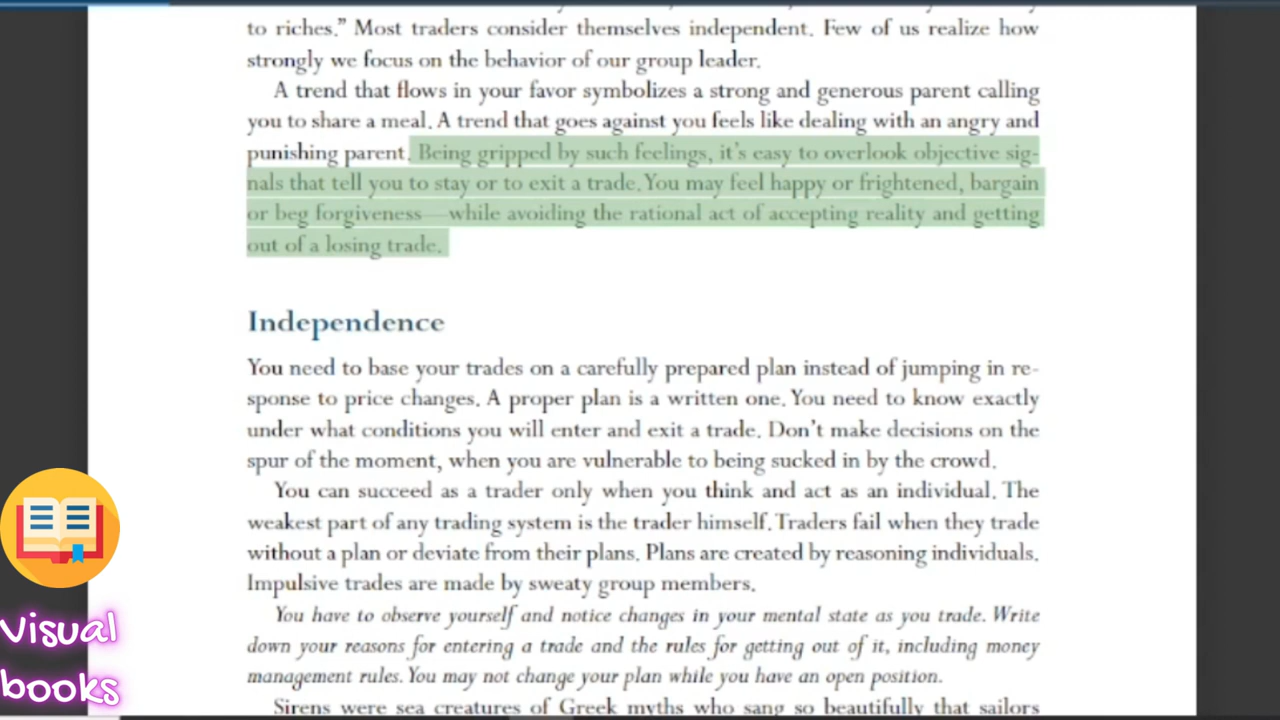 to riches.” Most traders consider themselves independent. Few of us realize how
strongly we focus on the behavior of our group leader.
A trend that flows in your favor symbolizes a strong and generous parent calling
you to share a meal. A trend that goes against you feels like dealing with an angry and
punishing parent. Being gripped by such feelings, it’s easy to overlook objective sig-
nals that tell you to stay or to exit a trade. You may feel happy or frightened, bargain
or beg forgiveness—while avoiding the rational act of accepting reality and getting
out of a losing trade.
Independence
You need to base your trades on a carefully prepared plan instead of jumping in re-
sponse to price changes. A proper plan is a written one. You need to know exactly
under what conditions you will enter and exit a trade. Don’t make decisions on the
spur of the moment, when you are vulnerable to being sucked in by the crowd.
You can succeed as a trader only when you think and act as an individual. The
weakest part of any trading system is the trader himself. Traders fail when they trade
without a plan or deviate from their plans. Plans are created by reasoning individuals.
Impulsive trades are made by sweaty group members.
You have to observe yourself and notice changes in your mental state as you trade. Write
down your reasons for entering a trade and the rules for getting out of it, including money
management rules. You may not change your plan while you have an open position.
Sirens were sea creatures of Greek myths who sang so beautifully that sailors
Visual
books